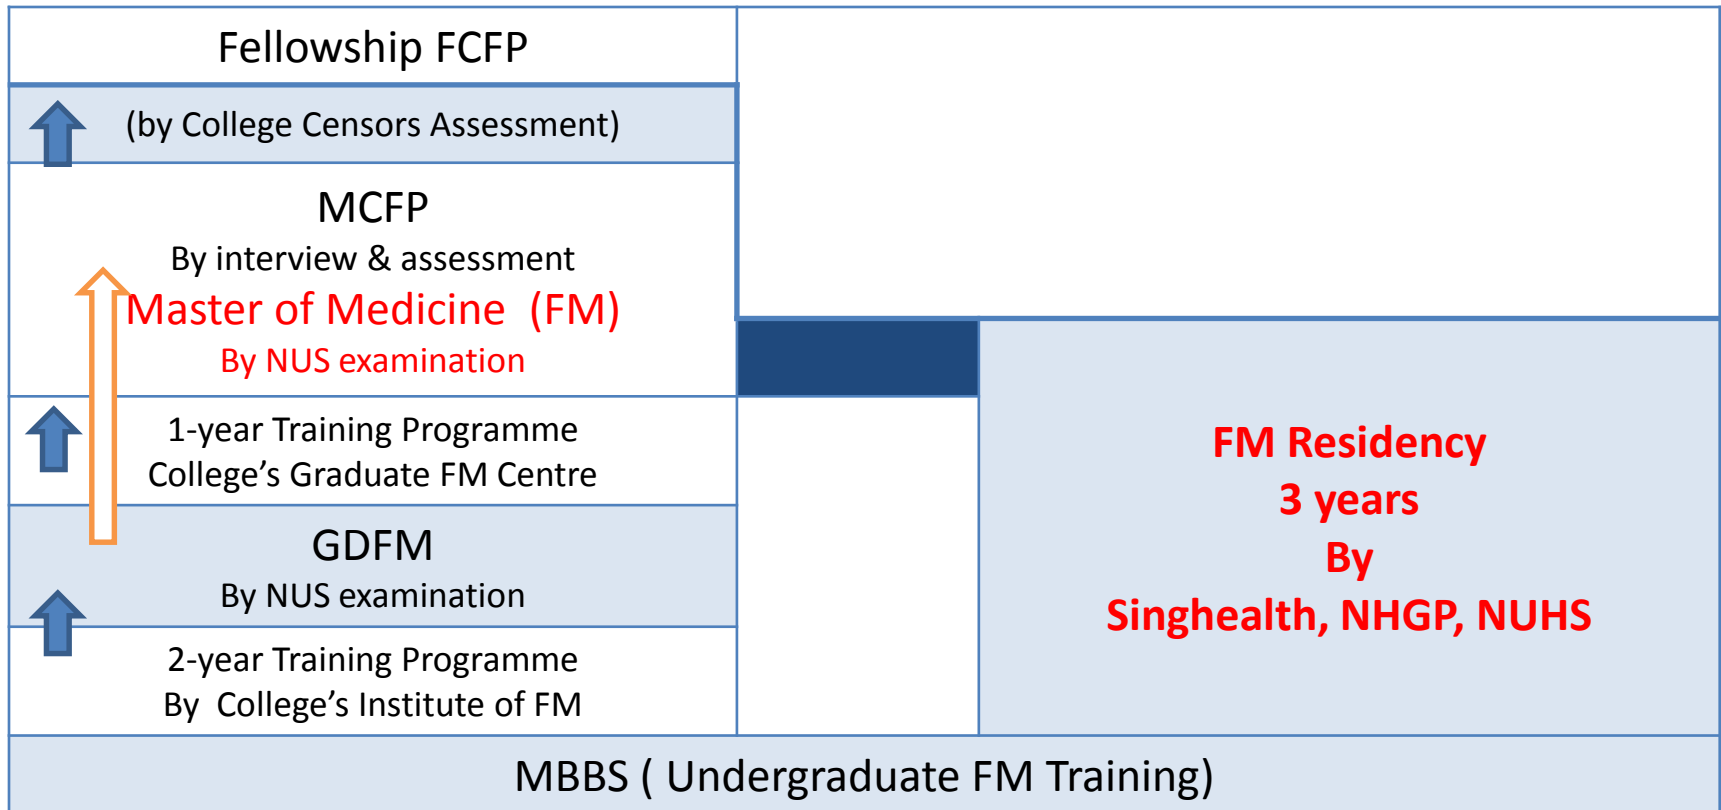 Fellowship FCFP
(by College Censors Assessment)
MCFP
By interview & assessment
Master of Medicine (FM)
By NUS examination
1-year Training Programme
College’s Graduate FM Centre
GDFM
By NUS examination
2-year Training Programme
By College’s Institute of FM
FM Residency
3 years
By
Singhealth, NHGP, NUHS
MBBS ( Undergraduate FM Training)